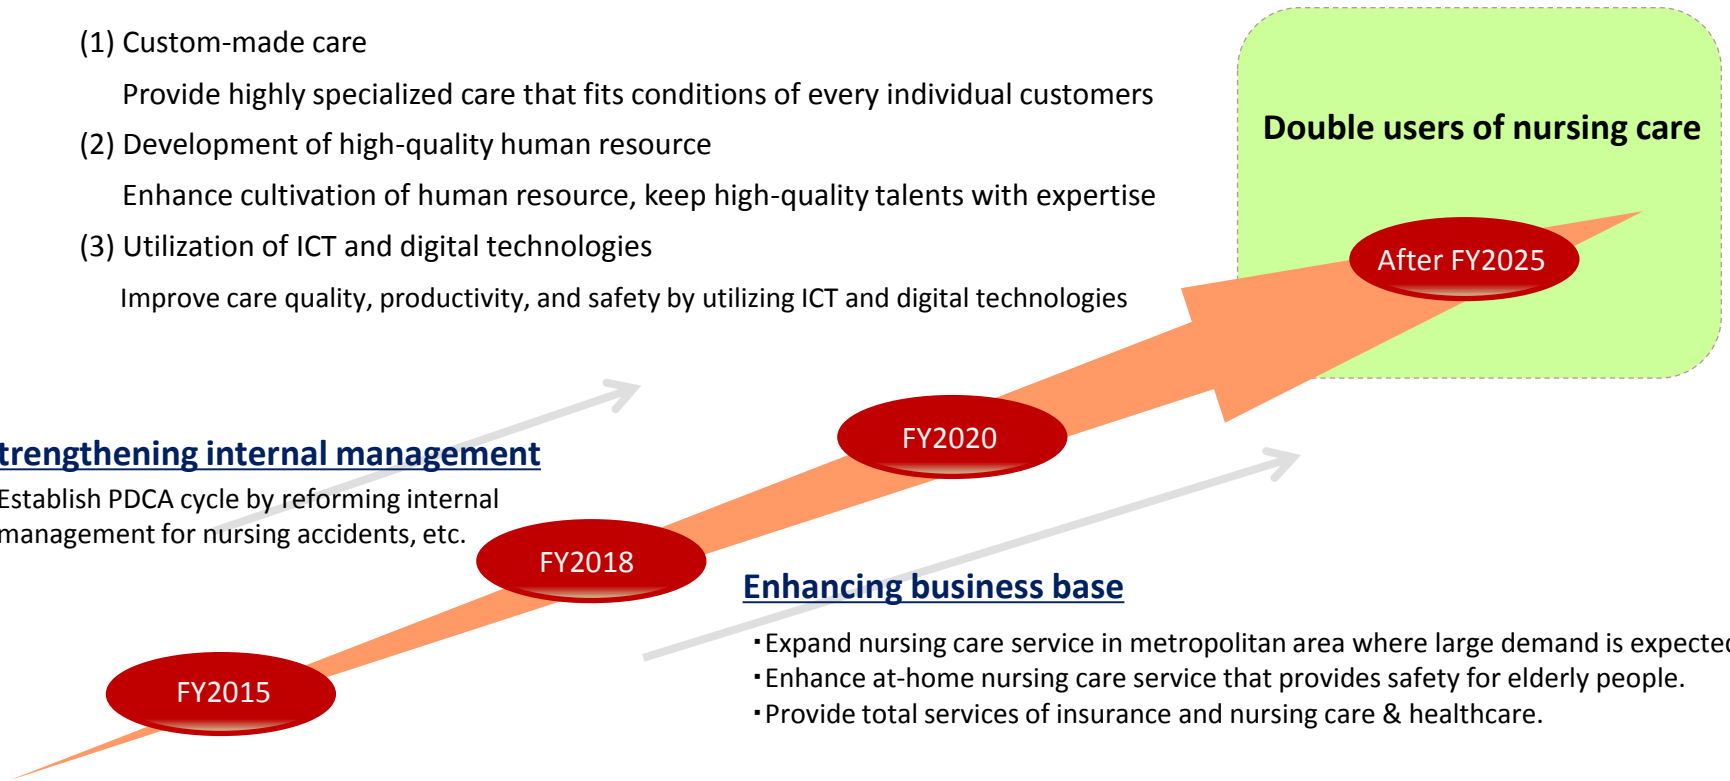 (1) Custom-made care
Provide highly specialized care that fits conditions of every individual customers
(2) Development of high-quality human resource
Enhance cultivation of human resource, keep high-quality talents with expertise
(3) Utilization of ICT and digital technologies
Improve care quality, productivity, and safety by utilizing ICT and digital technologies
Double users of nursing care
After FY2025
FY2020
FY2018
FY2015
trengthening internal management
Establish PDCA cycle by reforming internal
management for nursing accidents, etc.
Enhancing business base
・Expand nursing care service in metropolitan area where large demand is expected
・Enhance at-home nursing care service that provides safety for elderly people.
・Provide total services of insurance and nursing care & healthcare.